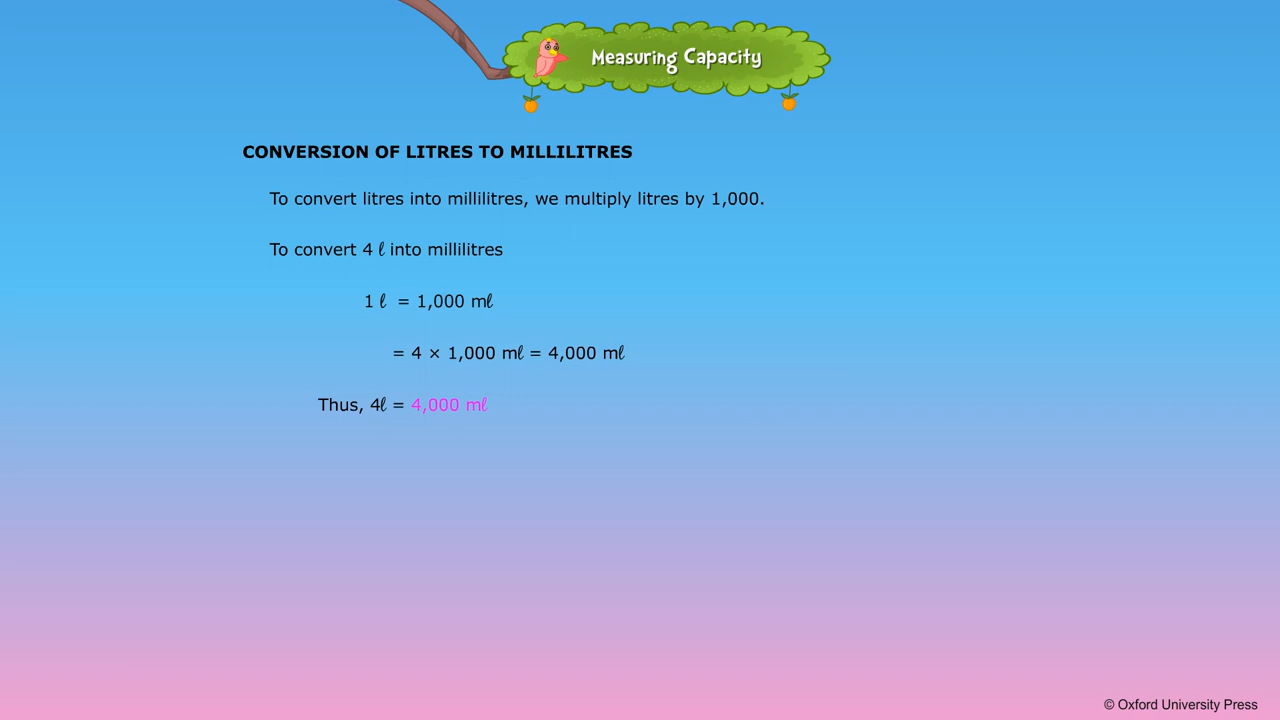 Measuring Capacity
CONVERSION OF LITRES TO MILLILITRES
To convert litres into millilitres, we multiply litres by 1,000.
To convert 4 ℓ into millilitres
1 ℓ = 1,000 mℓ
= 4 × 1,000 mℓ = 4,000 mℓ
Thus, 4ℓ = 4,000 mℓ
© Oxford University Press